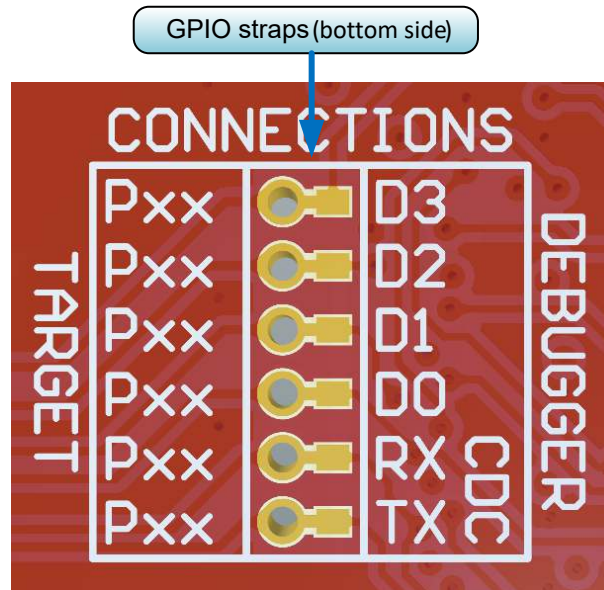 GPIO straps (bottom side)
CONNECTIONS
TARGET
Pxx D3
Pxx D2
Pxx D1
Pxx D0
Pxx RX
Pxx TX
CDC
DEBUGGER